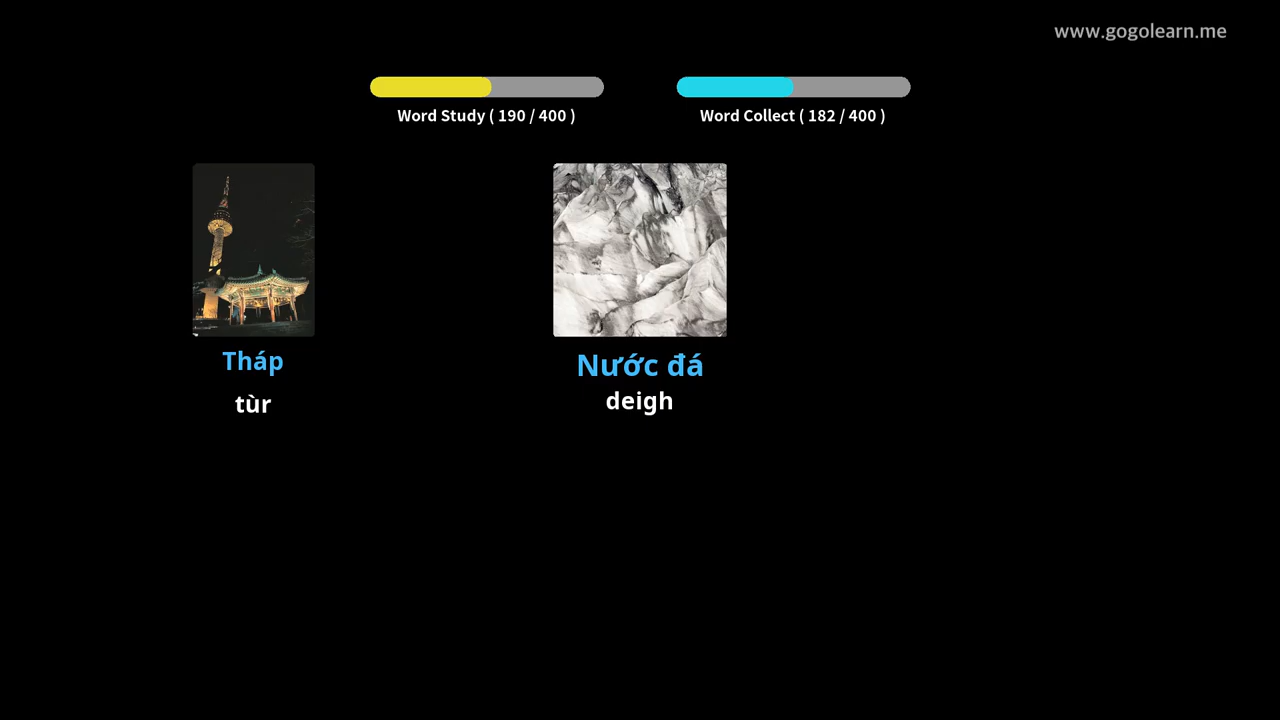 www.gogolearn.me
Word Study ( 190 / 400 )
Word Collect ( 182 / 400 )
Tháp
tùr
Nước đá
deigh